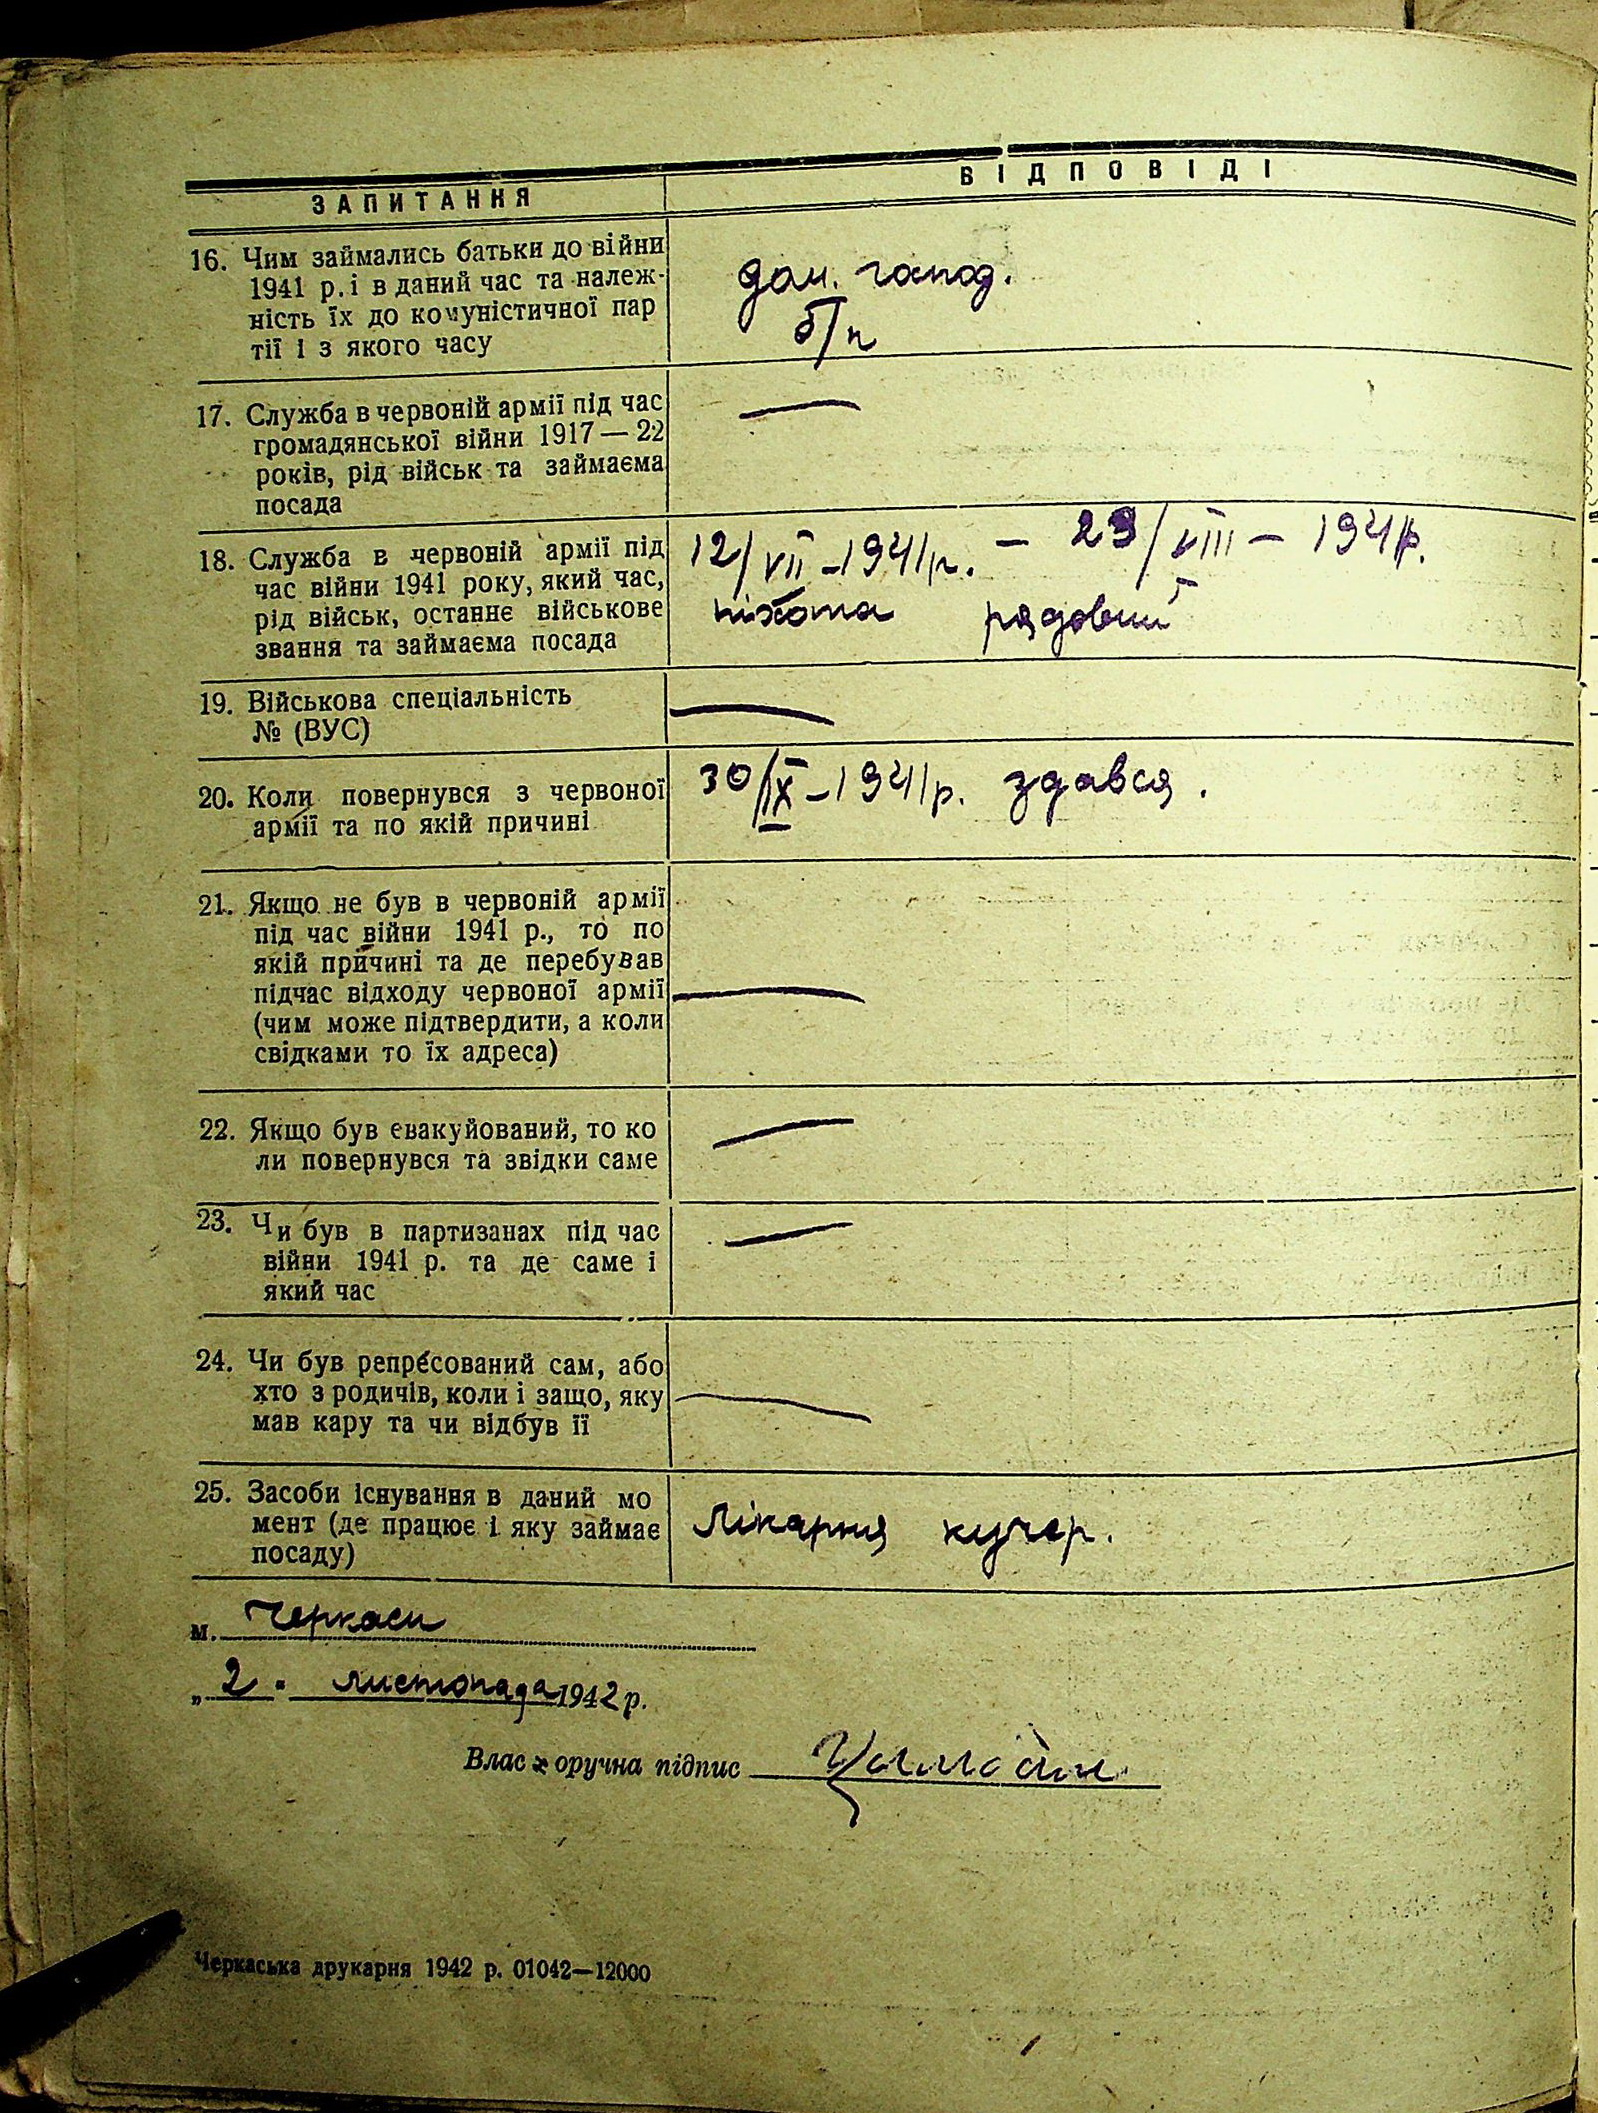 ЗАПИТАННЯ
ВІДПОВІДІ
16. Чим займались батьки до війни
1941 р. і в даний час та належ-
ність їх до комуністичної пар
тії і з якого часу
дом. господ.
б/п
17. Служба в червоній армії під час
громадянської війни 1917 — 22
років, рід військ та займаєма
посада
—
18. Служба в червоній армії під
час війни 1941 року, який час,
рід військ, останнє військове
звання та займаєма посада
12/VII - 1941р. — 29/VIII — 1941р.
піхота рядовий
19. Військова спеціальність
№ (ВУС)
—
20. Коли повернувся з червоної
армії та по якій причині
30/IX - 1941р. здався.
21. Якщо не був в червоній армії
під час війни 1941 р., то по
якій причині та де перебував
підчас відходу червоної армії
(чим може підтвердити, а коли
свідками то їх адреса)
—
22. Якщо був евакуйований, то ко
ли повернувся та звідки саме
—
23. Чи був в партизанах під час
війни 1941 р. та де саме і
який час
—
24. Чи був репресований сам, або
хто з родичів, коли і защо, яку
мав кару та чи відбув її
—
25. Засоби існування в даний мо
мент (де працює і яку займає
посаду)
Лікарня кучер.
м. Черкаси
„ 2 " листопада 1942 р.
Влас оручна підпис
Черкаська друкарня 1942 р. 01042—12000